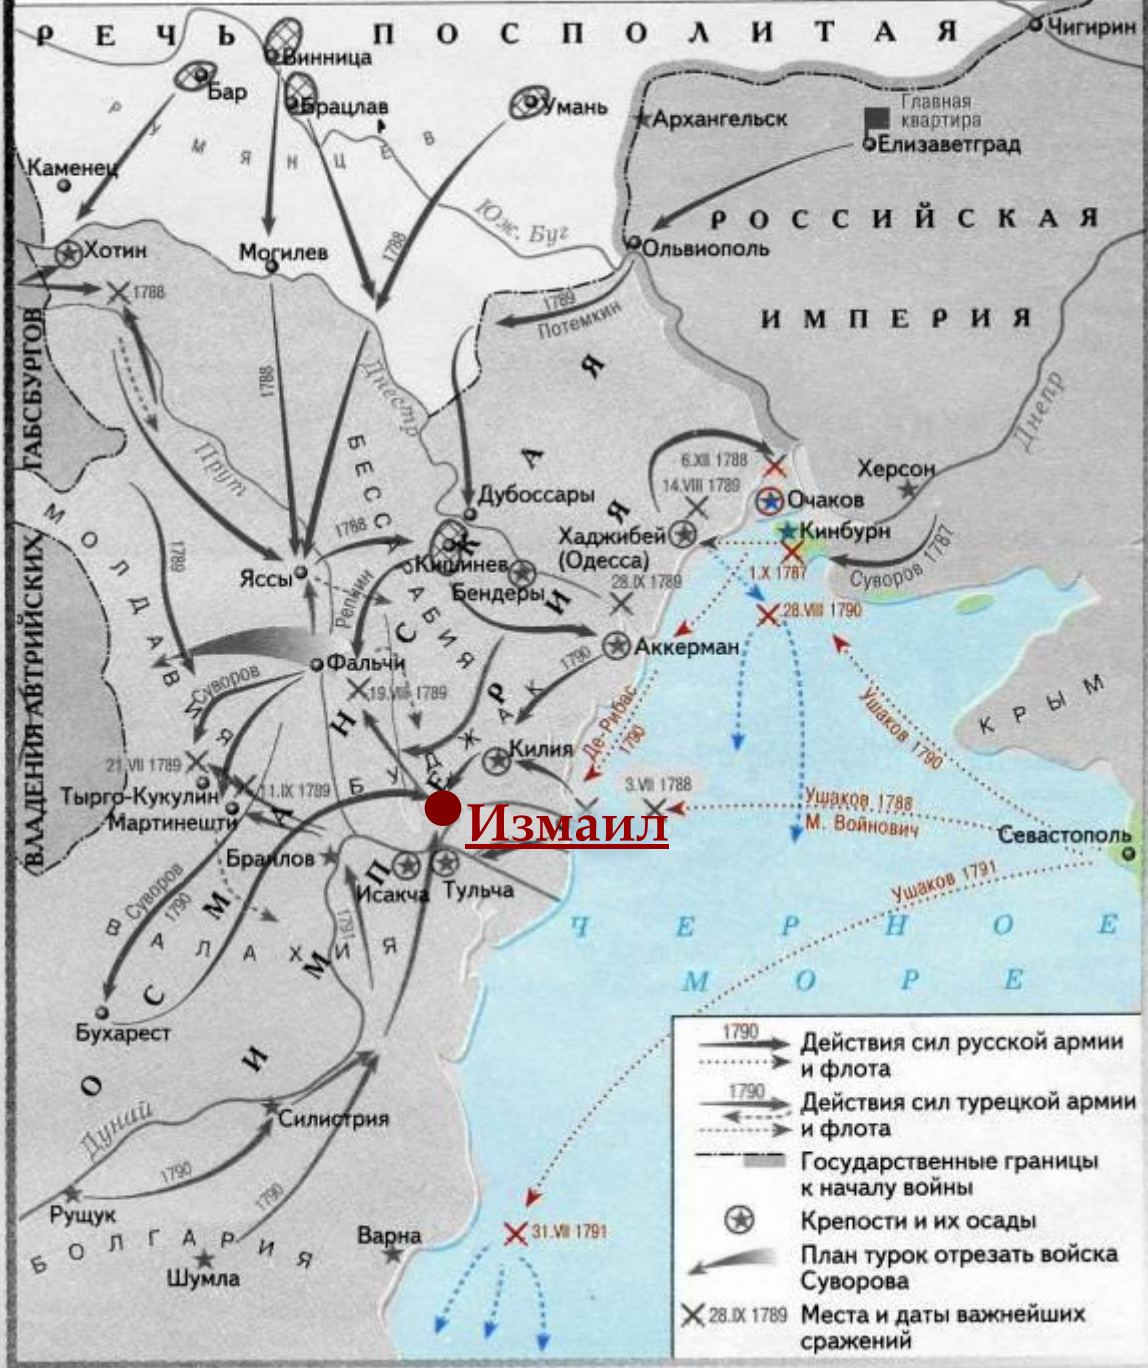 РЕЧЬ ПОСПОЛИТАЯ
Чигирин
Винница
Бар
Брацлав
Умань
Архангельск
Главная
квартира
Елизаветград
РУМЯНЦЕВ
Каменец
Юж. Буг
РОССИЙСКАЯ
Хотин
Могилев
1788
Ольвиополь
1788
1789
Потемкин
ИМПЕРИЯ
ГАБСБУРГОВ
1788
Днестр
Днепр
Прут
БЕССАРАБИЯ
6.XII 1788
14.VIII 1789
Херсон
Очаков
МОЛДАВИЯ
Дубоссары
1788
Хаджибей
(Одесса)
Кинбурн
1789
Кишинев
1.X 1787
Суворов 1787
Яссы
Репнин
Бендеры
28.IX 1789
28.VIII 1790
ВЛАДЕНИЯ АВТРИЙСКИХ
Аккерман
Фальчи
1790
Суворов
19.VIII 1789
КРЫМ
Де-Рибас
1790
Ушаков 1790
Килия
21.VII 1789
11.IX 1789
БУДЖАК
3.VII 1788
Тырго-Кукулин
Мартинешти
Измаил
Ушаков 1788
М. Войнович
Севастополь
Браилов
Исакча
Тульча
Ушаков 1791
Суворов
1790
1791
ВАЛАХИЯ
ЧЕРНОЕ
МОРЕ
Бухарест
ОСМАНСКАЯ ИМПЕРИЯ
Дунай
Силистрия
1790
1790
Рущук
БОЛГАРИЯ
Шумла
Варна
31.VII 1791
1790
Действия сил русской армии
и флота
1790
Действия сил турецкой армии
и флота
Государственные границы
к началу войны
Крепости и их осады
План турок отрезать войска
Суворова
28.IX 1789
Места и даты важнейших
сражений